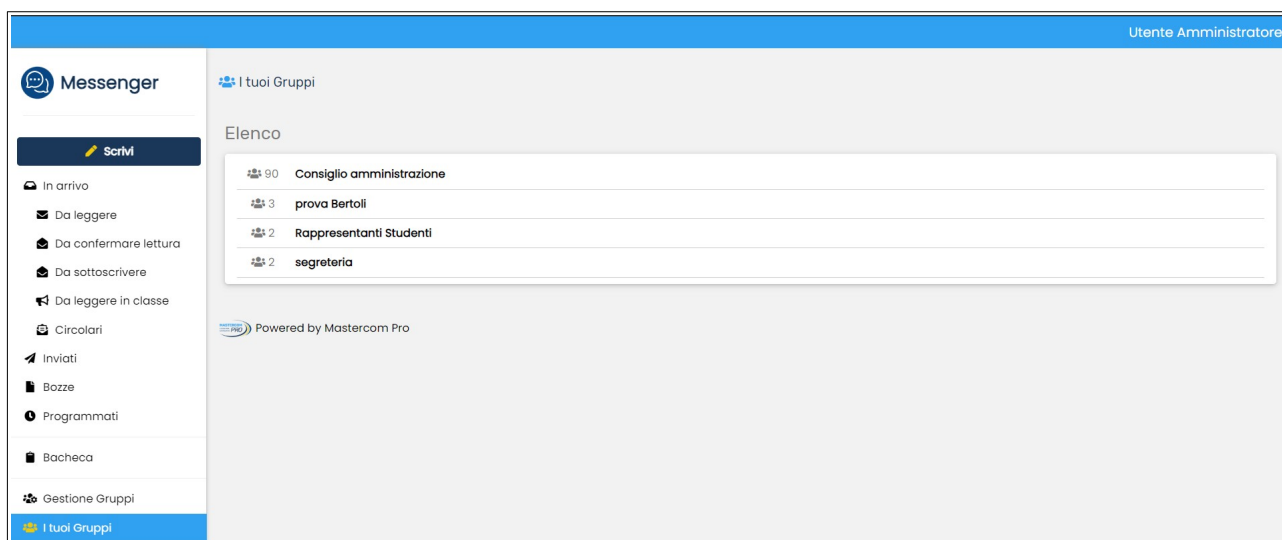 Utente Amministratore
Messenger
I tuoi Gruppi
Scrivi
In arrivo
Da leggere
Da confermare lettura
Da sottoscrivere
Da leggere in classe
Circolari
Inviati
Bozze
Programmati
Bacheca
Gestione Gruppi
I tuoi Gruppi
Elenco
90 Consiglio amministrazione
3 prova Bertoli
2 Rappresentanti Studenti
2 segreteria
Powered by Mastercom Pro